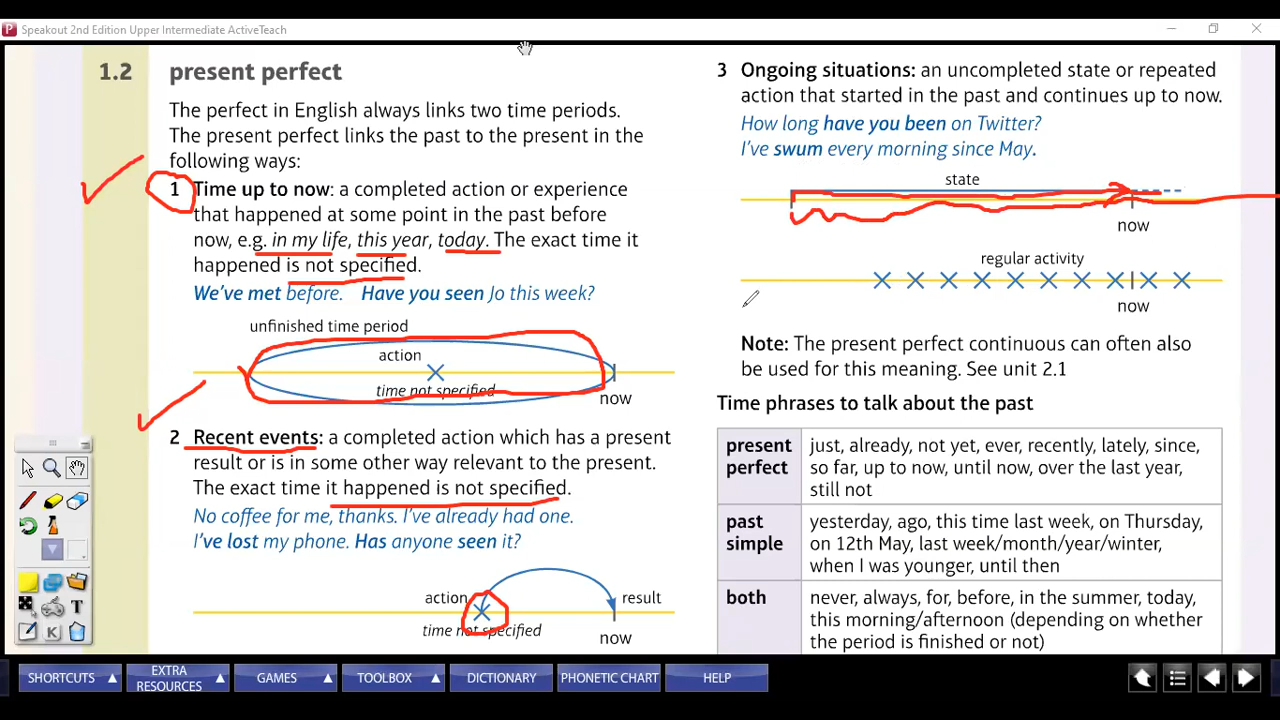 Speakout 2nd Edition Upper Intermediate ActiveTeach
1.2 present perfect
The perfect in English always links two time periods.
The present perfect links the past to the present in the
following ways:
1 Time up to now: a completed action or experience
that happened at some point in the past before
now, e.g. in my life, this year, today. The exact time it
happened is not specified.
We've met before. Have you seen Jo this week?
unfinished time period
action
time not specified
now
2 Recent events: a completed action which has a present
result or is in some other way relevant to the present.
The exact time it happened is not specified.
No coffee for me, thanks. I've already had one.
I've lost my phone. Has anyone seen it?
action
result
time not specified
now
3 Ongoing situations: an uncompleted state or repeated
action that started in the past and continues up to now.
How long have you been on Twitter?
I've swum every morning since May.
state
now
regular activity
now
Note: The present perfect continuous can often also
be used for this meaning. See unit 2.1
Time phrases to talk about the past
present perfect
just, already, not yet, ever, recently, lately, since,
so far, up to now, until now, over the last year,
still not
past simple
yesterday, ago, this time last week, on Thursday,
on 12th May, last week/month/year/winter,
when I was younger, until then
both
never, always, for, before, in the summer, today,
this morning/afternoon (depending on whether
the period is finished or not)
T
K
SHORTCUTS
EXTRA RESOURCES
GAMES
TOOLBOX
DICTIONARY
PHONETIC CHART
HELP